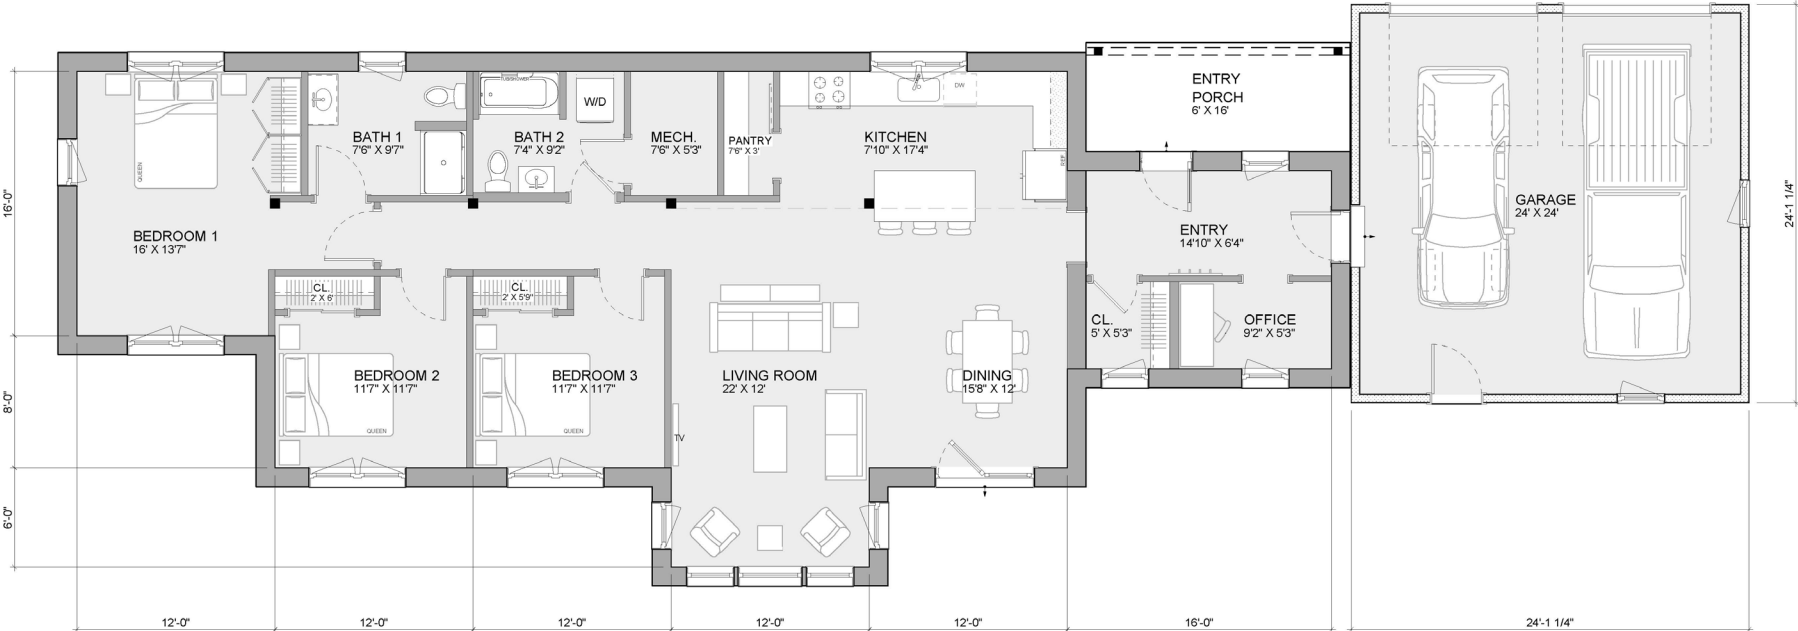 ENTRY
PORCH
6' X 16'
TUB/SHOWER
W/D
DW
BATH 1
7'6" X 9'7"
BATH 2
7'4" X 9'2"
MECH.
7'6" X 5'3"
PANTRY
7'6" X 3'
KITCHEN
7'10" X 17'4"
REF
QUEEN
GARAGE
24' X 24'
16'-0"
24'-1 1/4"
BEDROOM 1
16' X 13'7"
ENTRY
14'10" X 6'4"
CL.
2' X 6'
CL.
2' X 5'9"
CL.
5' X 5'3"
OFFICE
9'2" X 5'3"
BEDROOM 2
11'7" X 11'7"
BEDROOM 3
11'7" X 11'7"
LIVING ROOM
22' X 12'
DINING
15'8" X 12'
8'-0"
QUEEN
QUEEN
TV
6'-0"
12'-0"
12'-0"
12'-0"
12'-0"
12'-0"
16'-0"
24'-1 1/4"